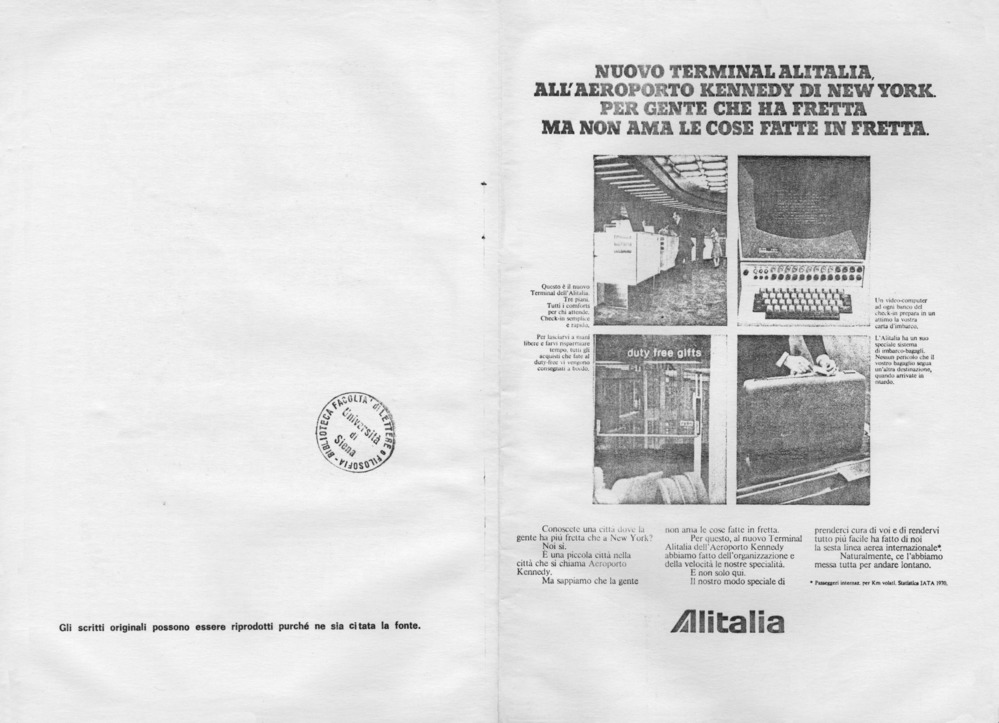 BIBLIOTECA FACOLTA' di LETTERE e FILOSOFIA -
Università
di
Siena
Gli scritti originali possono essere riprodotti purché ne sia citata la fonte.
NUOVO TERMINAL ALITALIA,
ALL'AEROPORTO KENNEDY DI NEW YORK.
PER GENTE CHE HA FRETTA
MA NON AMA LE COSE FATTE IN FRETTA.
Questo è il nuovo
Terminal dell'Alitalia.
Tre piani.
Tutti i comforts
per chi attende.
Check-in semplice
e rapido.
Per lasciarvi a mani
libere e farvi risparmiare
tempo, tutti gli
acquisti che fate al
duty-free vi vengono
consegnati a bordo.
Un video-computer
ad ogni banco del
check-in prepara in un
attimo la vostra
carta d'imbarco.
L'Alitalia ha un suo
speciale sistema
di imbarco-bagagli.
Nessun pericolo che il
vostro bagaglio segua
un'altra destinazione,
quando arrivate in
ritardo.
duty free gifts
Conoscete una città dove la
gente ha più fretta che a New York?
Noi sì.
È una piccola città nella
città che si chiama Aeroporto
Kennedy.
Ma sappiamo che la gente
non ama le cose fatte in fretta.
Per questo, al nuovo Terminal
Alitalia dell'Aeroporto Kennedy
abbiamo fatto dell'organizzazione e
della velocità le nostre specialità.
E non solo qui.
Il nostro modo speciale di
prenderci cura di voi e di rendervi
tutto più facile ha fatto di noi
la sesta linea aerea internazionale*.
Naturalmente, ce l'abbiamo
messa tutta per andare lontano.
* Passeggeri internaz. per Km volati. Statistica IATA 1970.
Alitalia